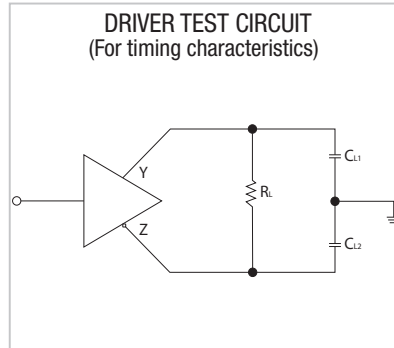 DRIVER TEST CIRCUIT
(For timing characteristics)
Y
CL1
RL
Z
CL2